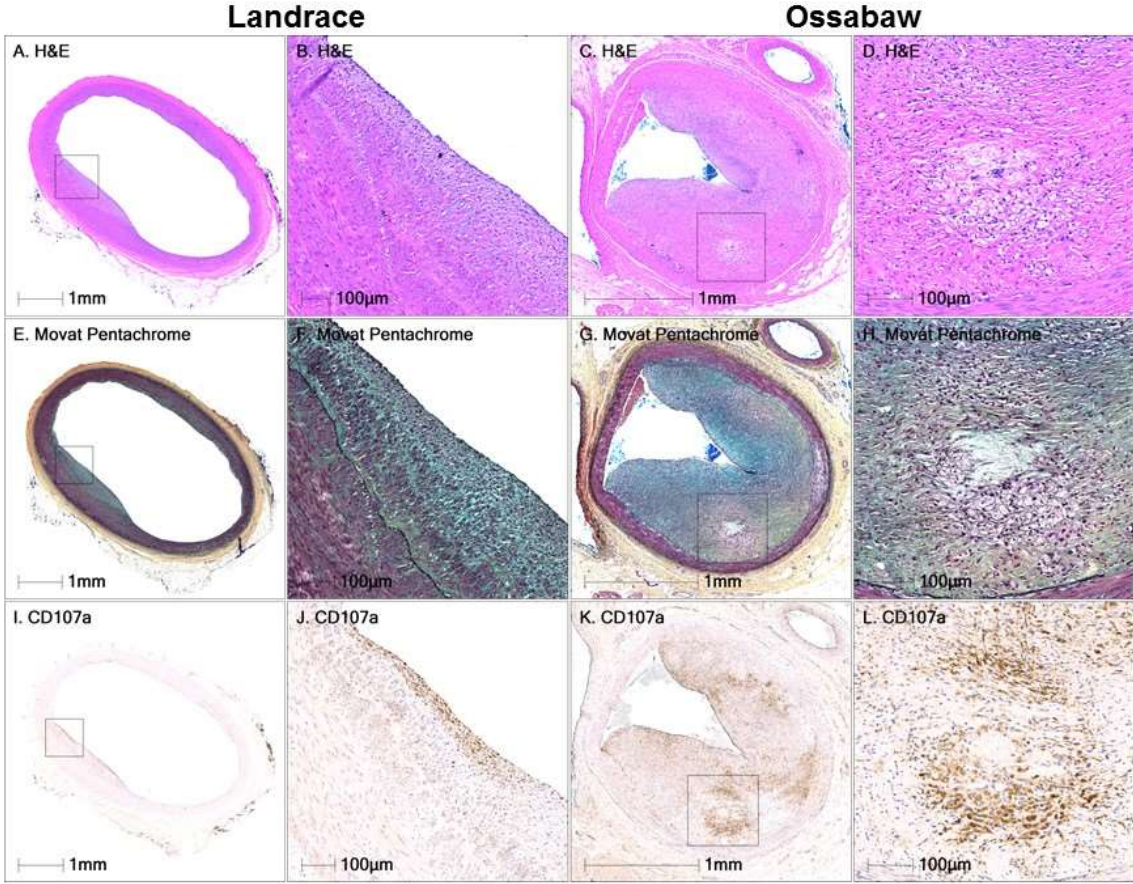 Landrace
Ossabaw
A. H&E
B. H&E
C. H&E
D. H&E
1mm
100µm
1mm
100µm
E. Movat Pentachrome
F. Movat Pentachrome
G. Movat Pentachrome
H. Movat Pentachrome
1mm
100µm
1mm
100µm
I. CD107a
J. CD107a
K. CD107a
L. CD107a
1mm
100µm
1mm
100µm